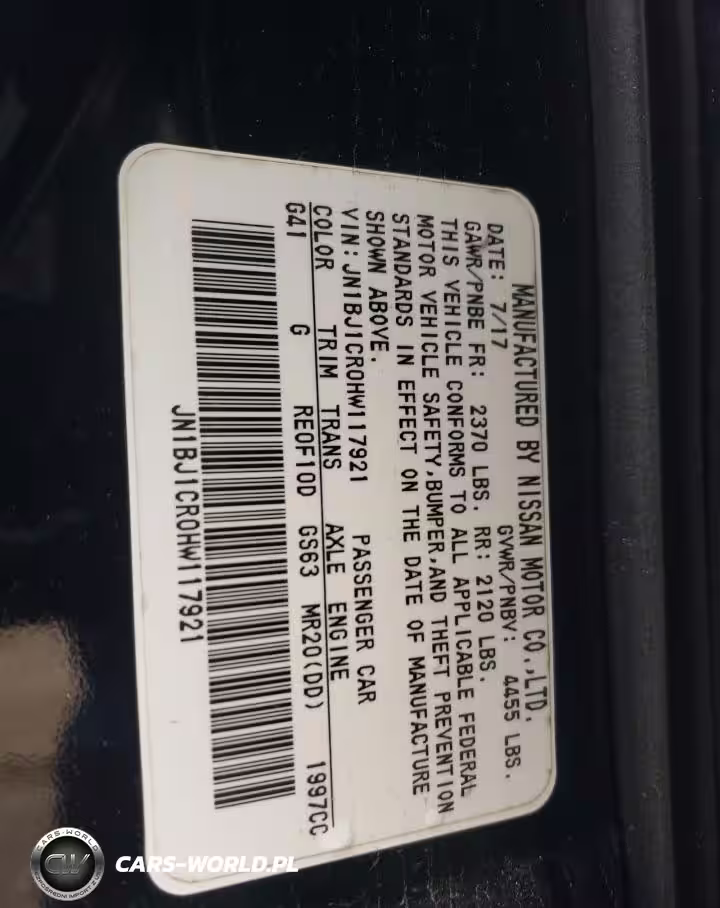 MANUFACTURED BY NISSAN MOTOR CO.,LTD.
DATE: 7/17 GVWR/PNBV: 4455 LBS.
GAWR/PNBE FR: 2370 LBS. RR: 2120 LBS.
THIS VEHICLE CONFORMS TO ALL APPLICABLE FEDERAL
MOTOR VEHICLE SAFETY,BUMPER,AND THEFT PREVENTION
STANDARDS IN EFFECT ON THE DATE OF MANUFACTURE
SHOWN ABOVE.
VIN:JN1BJ1CR0HW117921 PASSENGER CAR
COLOR TRIM TRANS AXLE ENGINE
G41 G RE0F10D GS63 MR20(DD) 1997CC
JN1BJ1CR0HW117921
CARS-WORLD
CW
CARS-WORLD.PL